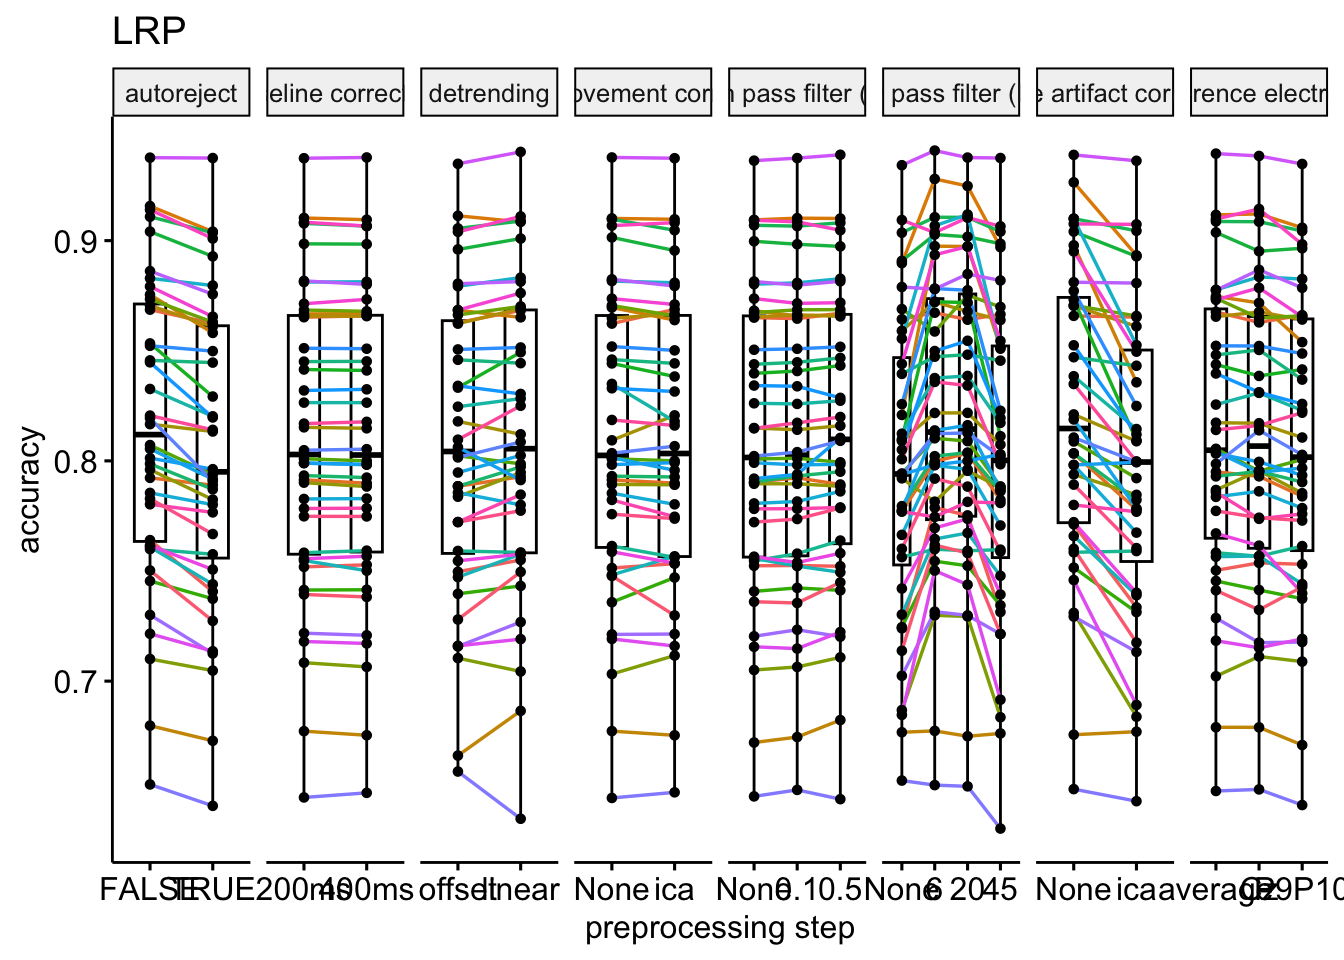 LRP
autoreject
eline correc
detrending
ovement cor
pass filter (
pass filter (
artifact cor
rence electr
accuracy
0.9
0.8
0.7
FALSE TRUE 200ms 400ms offset linear None ica None 0.1 0.5 None 6 20 45 None ica average Cz P9P10
preprocessing step